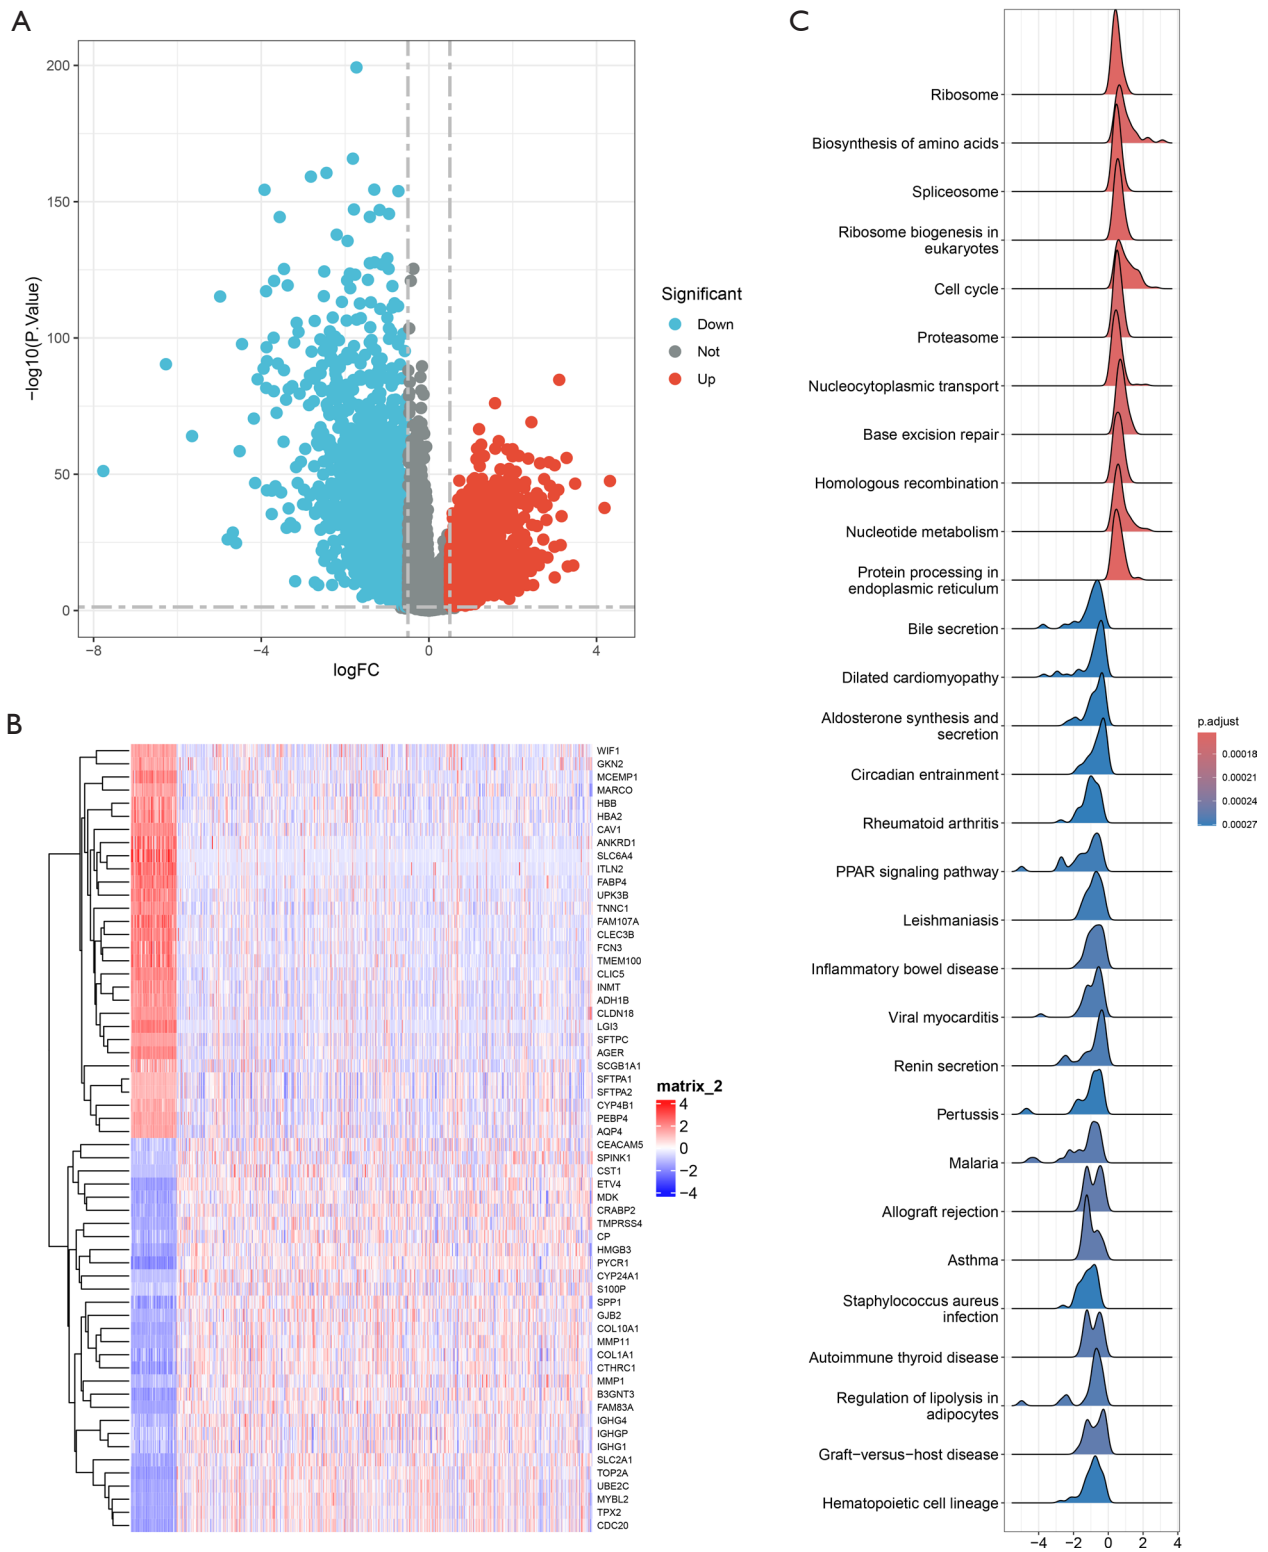 A
200
150
100
50
0
−log10(P.Value)
−8
−4
0
4
logFC
Significant
Down
Not
Up
B
WIF1
GKN2
MCEMP1
MARCO
HBB
HBA2
CAV1
ANKRD1
SLC6A4
ITLN2
FABP4
UPK3B
TNNC1
FAM107A
CLEC3B
FCN3
TMEM100
CLIC5
INMT
ADH1B
CLDN18
LGI3
SFTPC
AGER
SCGB1A1
SFTPA1
SFTPA2
CYP4B1
PEBP4
AQP4
CEACAM5
SPINK1
CST1
ETV4
MDK
CRABP2
TMPRSS4
CP
HMGB3
PYCR1
CYP24A1
S100P
SPP1
GJB2
COL10A1
MMP11
COL1A1
CTHRC1
MMP1
B3GNT3
FAM83A
IGHG4
IGHGP
IGHG1
SLC2A1
TOP2A
UBE2C
MYBL2
TPX2
CDC20
matrix_2
4
2
0
−2
−4
C
Ribosome
Biosynthesis of amino acids
Spliceosome
Ribosome biogenesis in
eukaryotes
Cell cycle
Proteasome
Nucleocytoplasmic transport
Base excision repair
Homologous recombination
Nucleotide metabolism
Protein processing in
endoplasmic reticulum
Bile secretion
Dilated cardiomyopathy
Aldosterone synthesis and
secretion
Circadian entrainment
Rheumatoid arthritis
PPAR signaling pathway
Leishmaniasis
Inflammatory bowel disease
Viral myocarditis
Renin secretion
Pertussis
Malaria
Allograft rejection
Asthma
Staphylococcus aureus
infection
Autoimmune thyroid disease
Regulation of lipolysis in
adipocytes
Graft−versus−host disease
Hematopoietic cell lineage
−4
−2
0
2
4
p.adjust
0.00018
0.00021
0.00024
0.00027